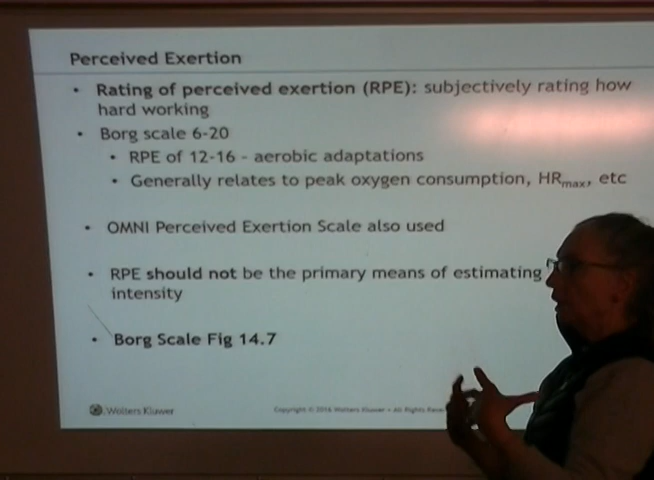 Perceived Exertion
• Rating of perceived exertion (RPE): subjectively rating how
hard working
• Borg scale 6-20
• RPE of 12-16 - aerobic adaptations
• Generally relates to peak oxygen consumption, HRmax, etc
• OMNI Perceived Exertion Scale also used
• RPE should not be the primary means of estimating
intensity
• Borg Scale Fig 14.7
Wolters Kluwer
Copyright © 2016 Wolters Kluwer • All Rights